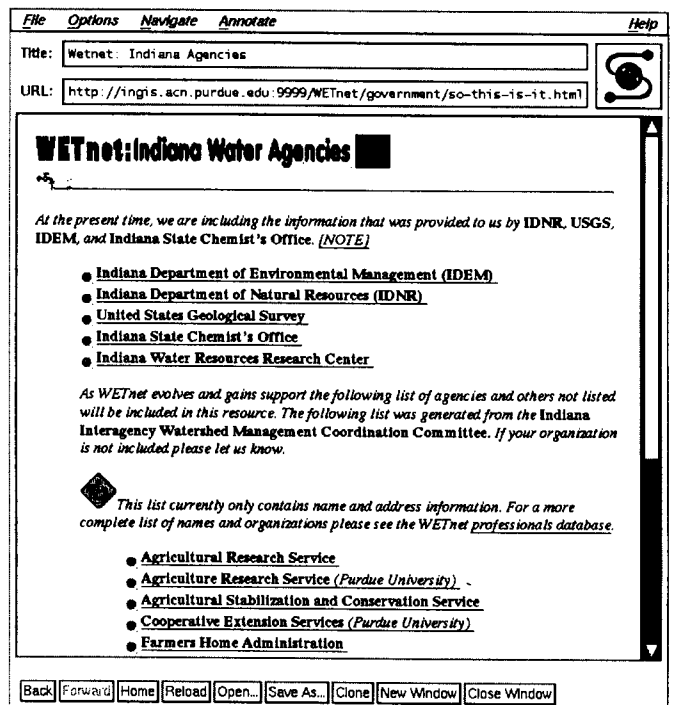 File Options Navigate Annotate Help
Title: Wetnet: Indiana Agencies
URL: http://ingis.acn.purdue.edu:9999/WETnet/government/so-this-is-it.html
WETnet: Indiana Water Agencies
At the present time, we are including the information that was provided to us by IDNR, USGS,
IDEM, and Indiana State Chemist's Office. [NOTE]
Indiana Department of Environmental Management (IDEM)
Indiana Department of Natural Resources (IDNR)
United States Geological Survey
Indiana State Chemist's Office
Indiana Water Resources Research Center
As WETnet evolves and gains support the following list of agencies and others not listed
will be included in this resource. The following list was generated from the Indiana
Interagency Watershed Management Coordination Committee. If your organization
is not included please let us know.
This list currently only contains name and address information. For a more
complete list of names and organizations please see the WETnet professionals database.
Agricultural Research Service
Agriculture Research Service (Purdue University)
Agricultural Stabilization and Conservation Service
Cooperative Extension Services (Purdue University)
Farmers Home Administration
Back Forward Home Reload Open... Save As... Clone New Window Close Window